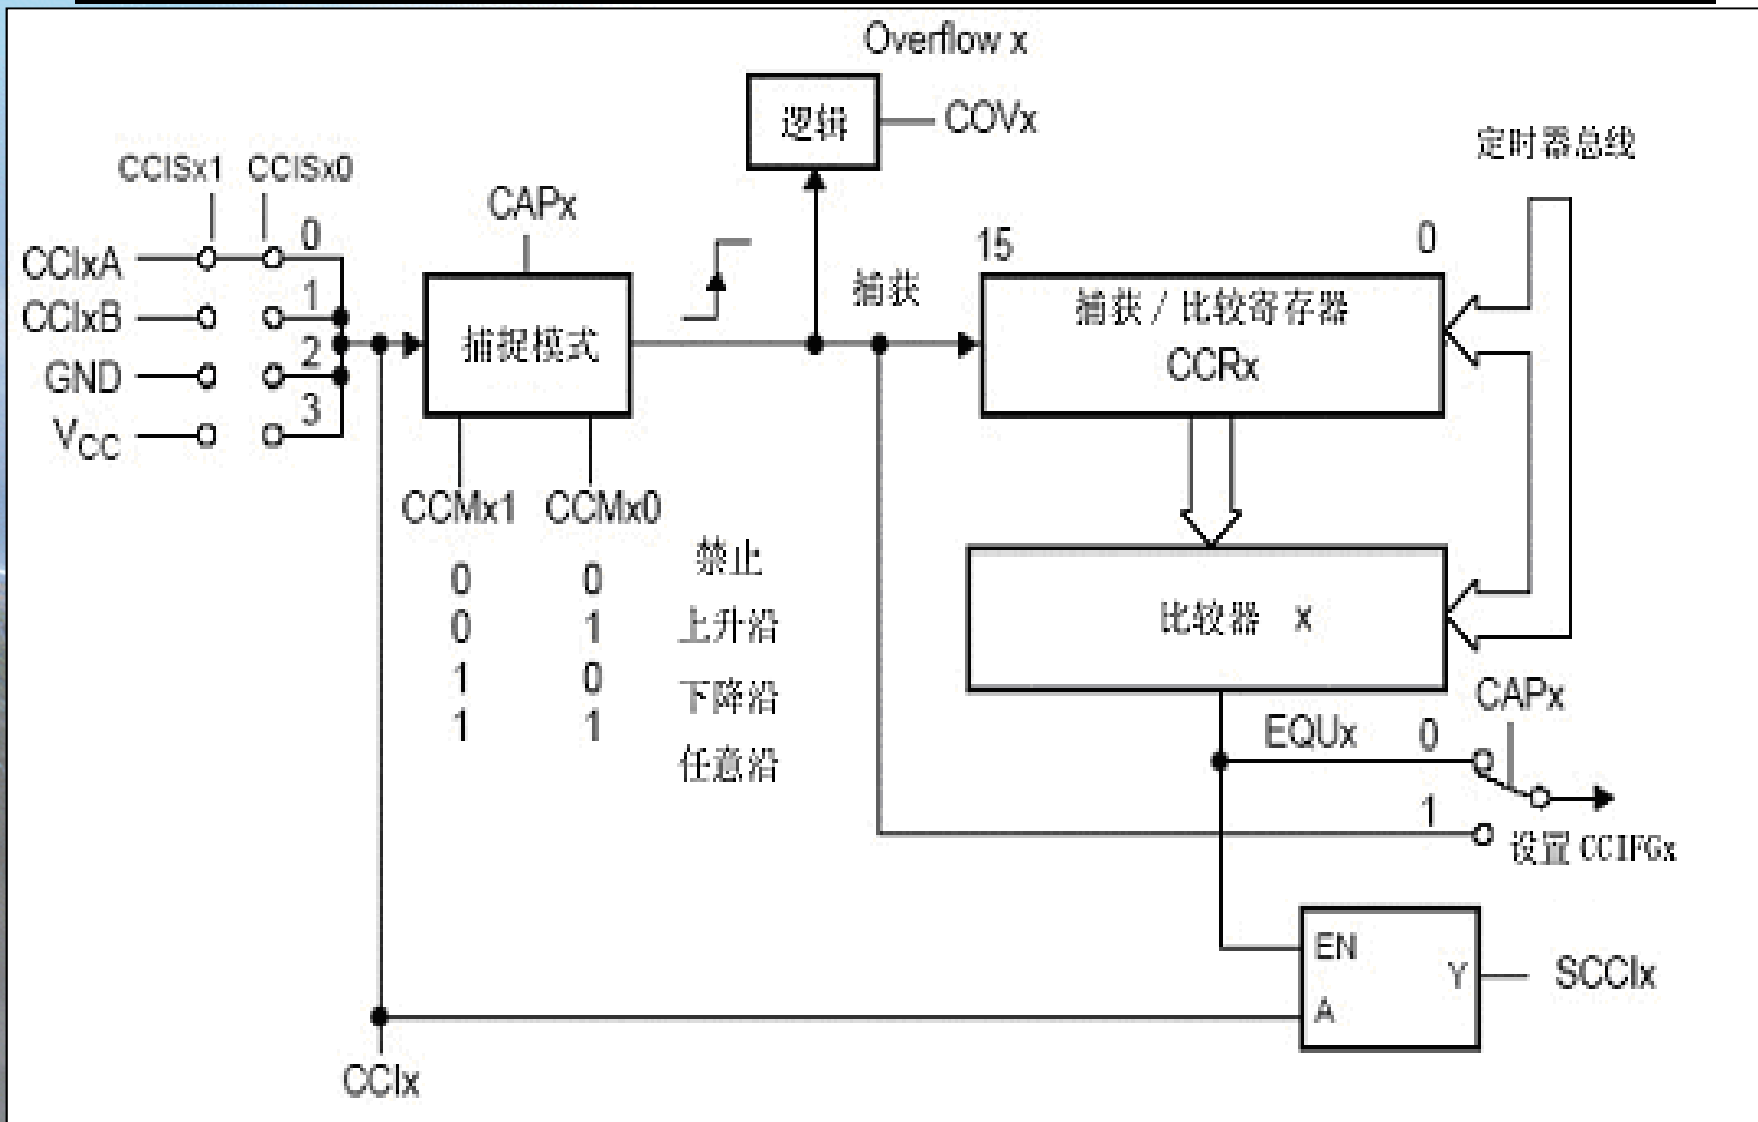 Overflow x
逻辑
COVx
定时器总线
CCISx1 CCISx0
CAPx
CCIxA
0
CCIxB
1
GND
2
VCC
3
捕捉模式
捕获
15
0
捕获/比较寄存器
CCRx
CCMx1 CCMx0
禁止
0 0
0 1
上升沿
1 0
下降沿
1 1
任意沿
比较器 x
CAPx
EQUx
0
1
设置 CCIFGx
EN
Y
SCCIx
A
CCIx